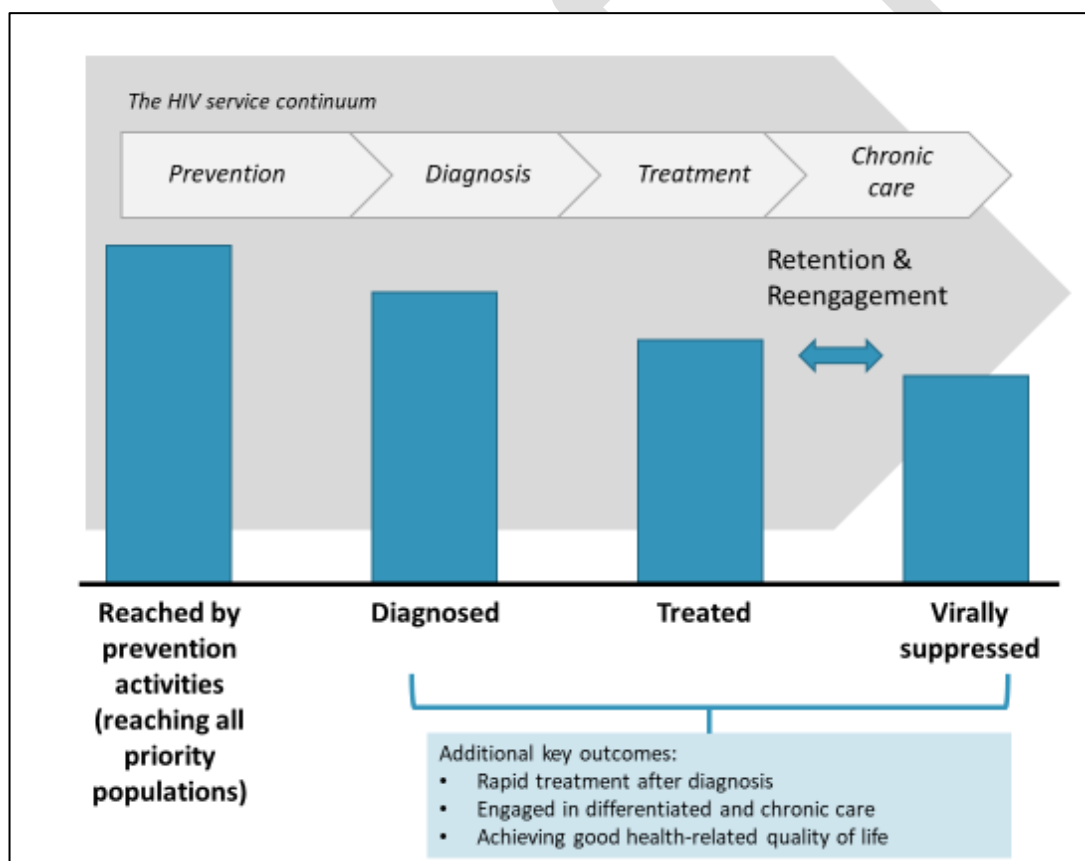 The HIV service continuum
Prevention
Diagnosis
Treatment
Chronic
care
Retention &
Reengagement
Reached by
prevention
activities
(reaching all
priority
populations)
Diagnosed
Treated
Virally
suppressed
Additional key outcomes:
• Rapid treatment after diagnosis
• Engaged in differentiated and chronic care
• Achieving good health-related quality of life